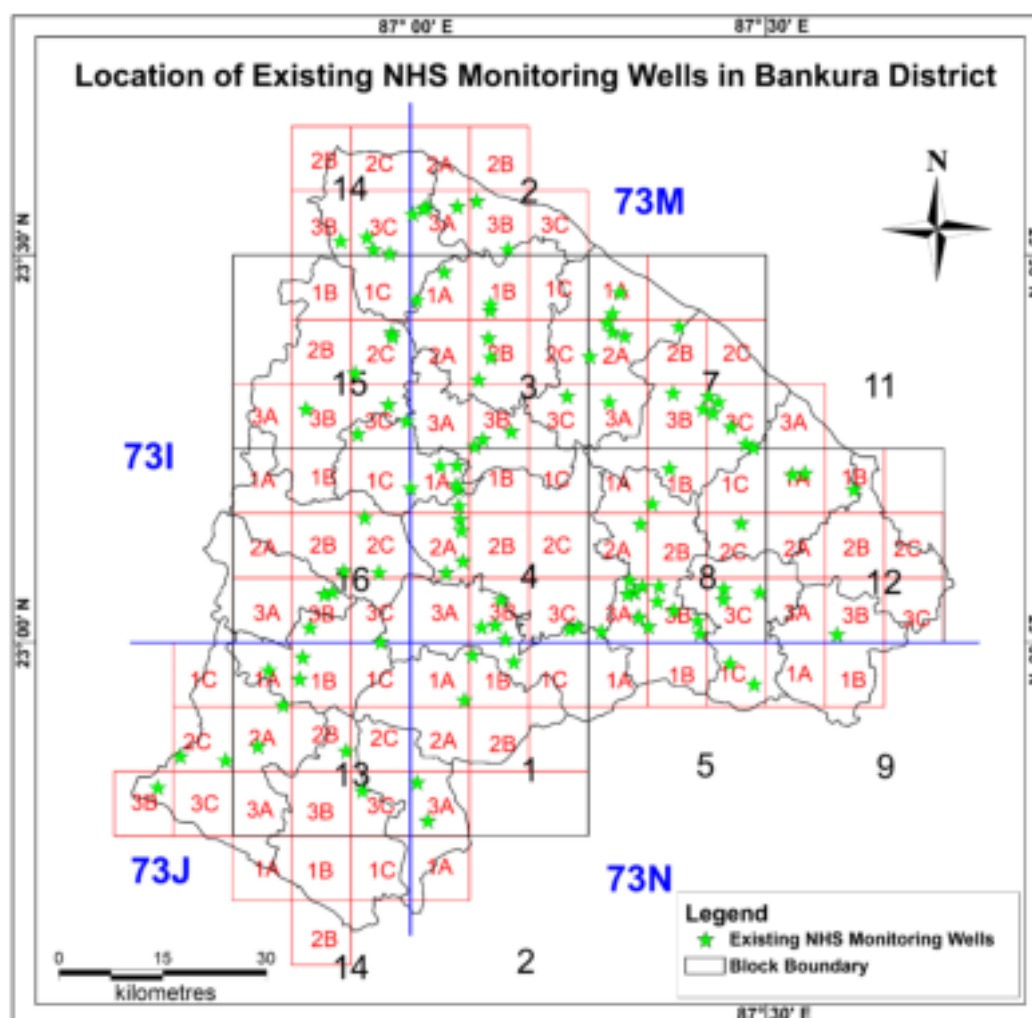 87° 00' E 87° 30' E
Location of Existing NHS Monitoring Wells in Bankura District
N
2B 2C 2A 2B
14 2
73M
3B 3C 3A 3B 3C
23° 30' N
1B 1C 1A 1B 1C 1A
2B 2C 2A 2B 2C 2A 2B 2C
15 3 7 11
3A 3B 3C 3A 3B 3C 3A 3B 3C 3A
73I
1A 1B 1C 1A 1B 1C 1A 1B 1C 1A 1B
2A 2B 2C 2A 2B 2C 2A 2B 2C 2A 2B 2C
16 4 8 12
3A 3B 3C 3A 3B 3C 3A 3B 3C 3A 3B 3C
23° 00' N
1C 1A 1B 1C 1A 1B 1C 1A 1B 1C 1A 1B
2C 2A 2B 2C 2A 2B
13 1 5 9
3B 3C 3A 3B 3C 3A
73J 73N
1A 1B 1C 1A
2B
14 2
Legend
Existing NHS Monitoring Wells
Block Boundary
0 15 30
kilometres
87° 30' E